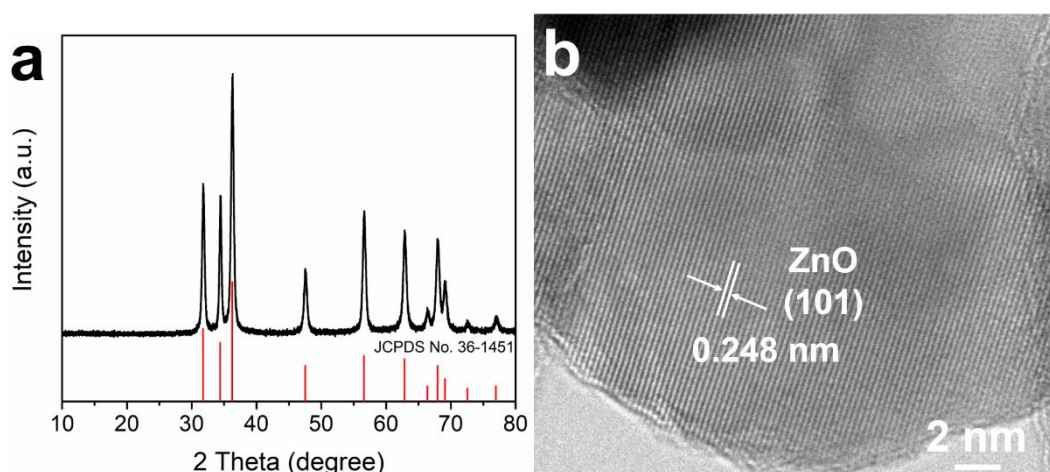 a
Intensity (a.u.)
JCPDS No. 36-1451
10 20 30 40 50 60 70 80
2 Theta (degree)
b
ZnO
(101)
0.248 nm
2 nm